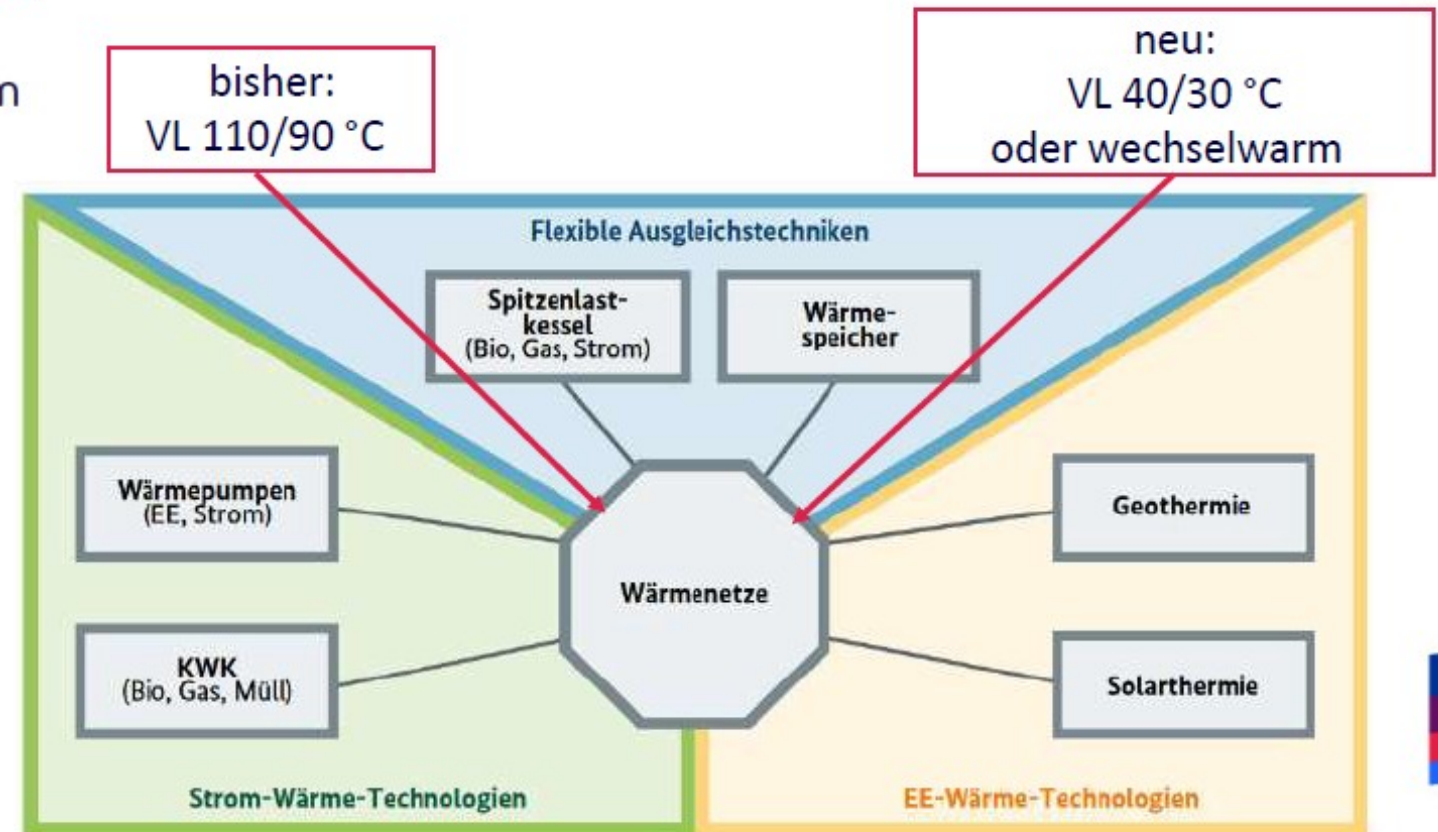 bisher:
VL 110/90 °C
neu:
VL 40/30 °C
oder wechselwarm
Flexible Ausgleichstechniken
Spitzenlast-
kessel
(Bio, Gas, Strom)
Wärme-
speicher
Wärmepumpen
(EE, Strom)
Geothermie
Wärmenetze
KWK
(Bio, Gas, Müll)
Solarthermie
Strom-Wärme-Technologien
EE-Wärme-Technologien